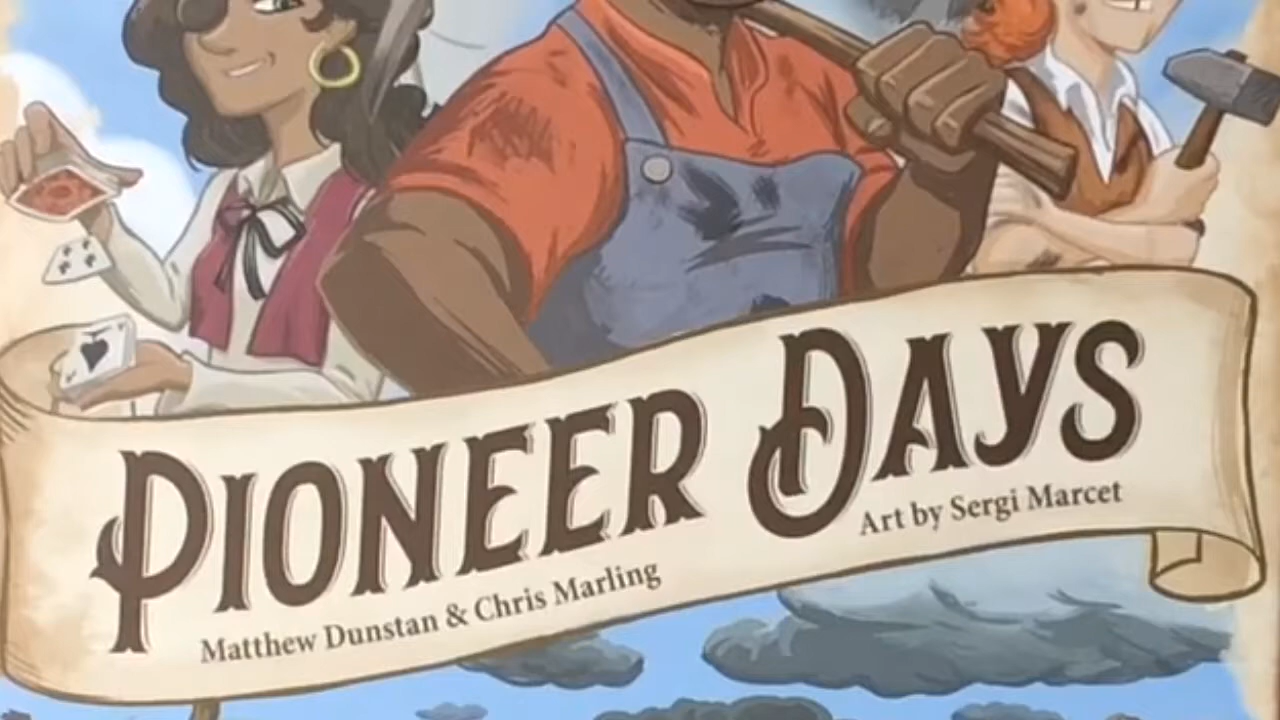 PIONEER DAYS
Matthew Dunstan & Chris Marling
Art by Sergi Marcet